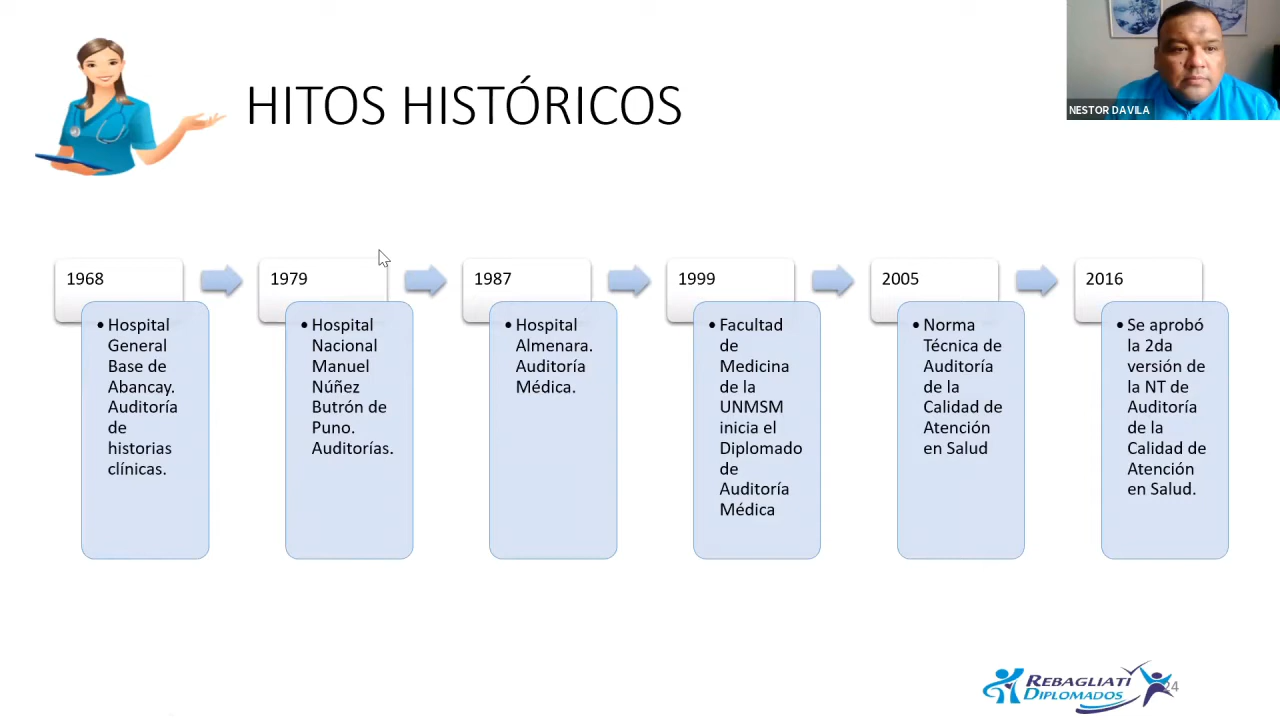 HITOS HISTÓRICOS
NESTOR DAVILA
1968
• Hospital
General
Base de
Abancay.
Auditoría
de
historias
clínicas.
1979
• Hospital
Nacional
Manuel
Núñez
Butrón de
Puno.
Auditorías.
1987
• Hospital
Almenara.
Auditoría
Médica.
1999
• Facultad
de
Medicina
de la
UNMSM
inicia el
Diplomado
de
Auditoría
Médica
2005
• Norma
Técnica de
Auditoría
de la
Calidad de
Atención
en Salud
2016
• Se aprobó
la 2da
versión de
la NT de
Auditoría
de la
Calidad de
Atención
en Salud.
REBAGLIATI
DIPLOMADOS
24